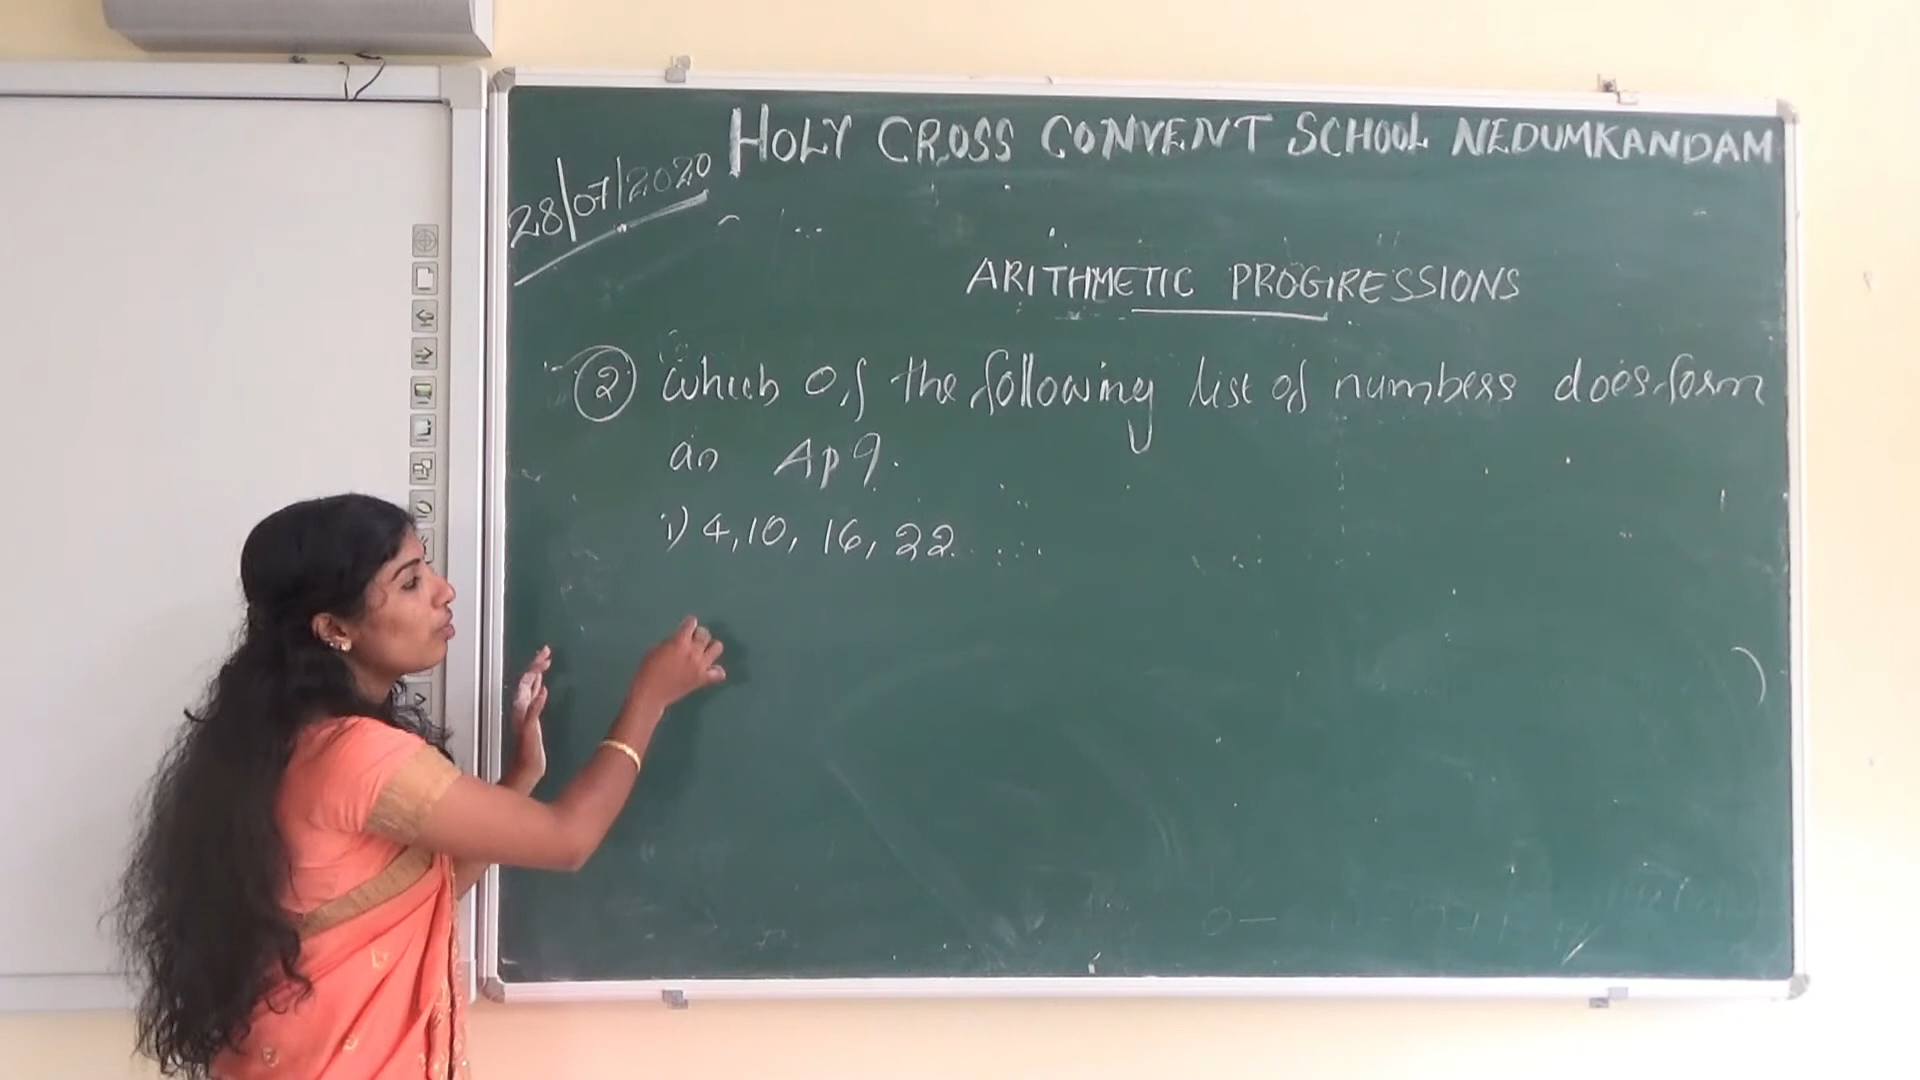 HOLY CROSS CONVENT SCHOOL NEDUMKANDAM
28/07/2020
ARITHMETIC PROGRESSIONS
② which of the following list of numbers does form
an Ap?.
i) 4, 10, 16, 22.....